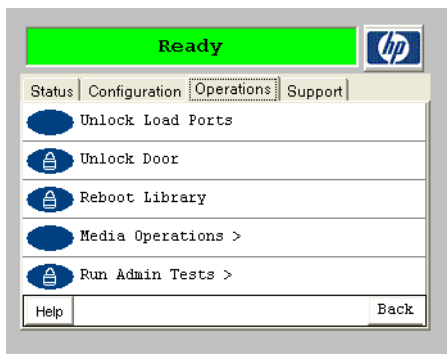 Ready
hp
Status Configuration Operations Support
Unlock Load Ports
Unlock Door
Reboot Library
Media Operations >
Run Admin Tests >
Help Back